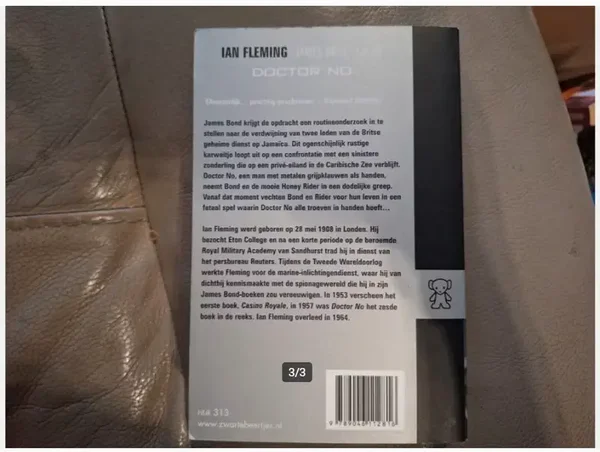 IAN FLEMING
DOCTOR NO
James Bond krijgt de opdracht een routineonderzoek in te
stellen naar de verdwijning van twee leden van de Britse
geheime dienst op Jamaica. Dit ogenschijnlijk rustige
karweitje loopt uit op een confrontatie met een sinistere
zonderling die op een privé-eiland in de Caribische Zee verblijft.
Doctor No, een man met metalen grijpklauwen als handen,
neemt Bond en de mooie Honey Rider in een dodelijke greep.
Vanaf dat moment vechten Bond en Rider voor hun leven in een
fataal spel waarin Doctor No alle troeven in handen heeft...
Ian Fleming werd geboren op 28 mei 1908 in Londen. Hij
bezocht Eton College en na een korte periode op de beroemde
Royal Military Academy van Sandhurst trad hij in dienst van
het persbureau Reuters. Tijdens de Tweede Wereldoorlog
werkte Fleming voor de marine-inlichtingendienst, waar hij van
dichtbij kennismaakte met de spionagewereld die hij in zijn
James Bond-boeken zou vereeuwigen. In 1953 verscheen het
eerste boek, Casino Royale, in 1957 was Doctor No het zesde
boek in de reeks. Ian Fleming overleed in 1964.
3/3
NUR 313
www.zwartebeertjes.nl
9 789046 112816